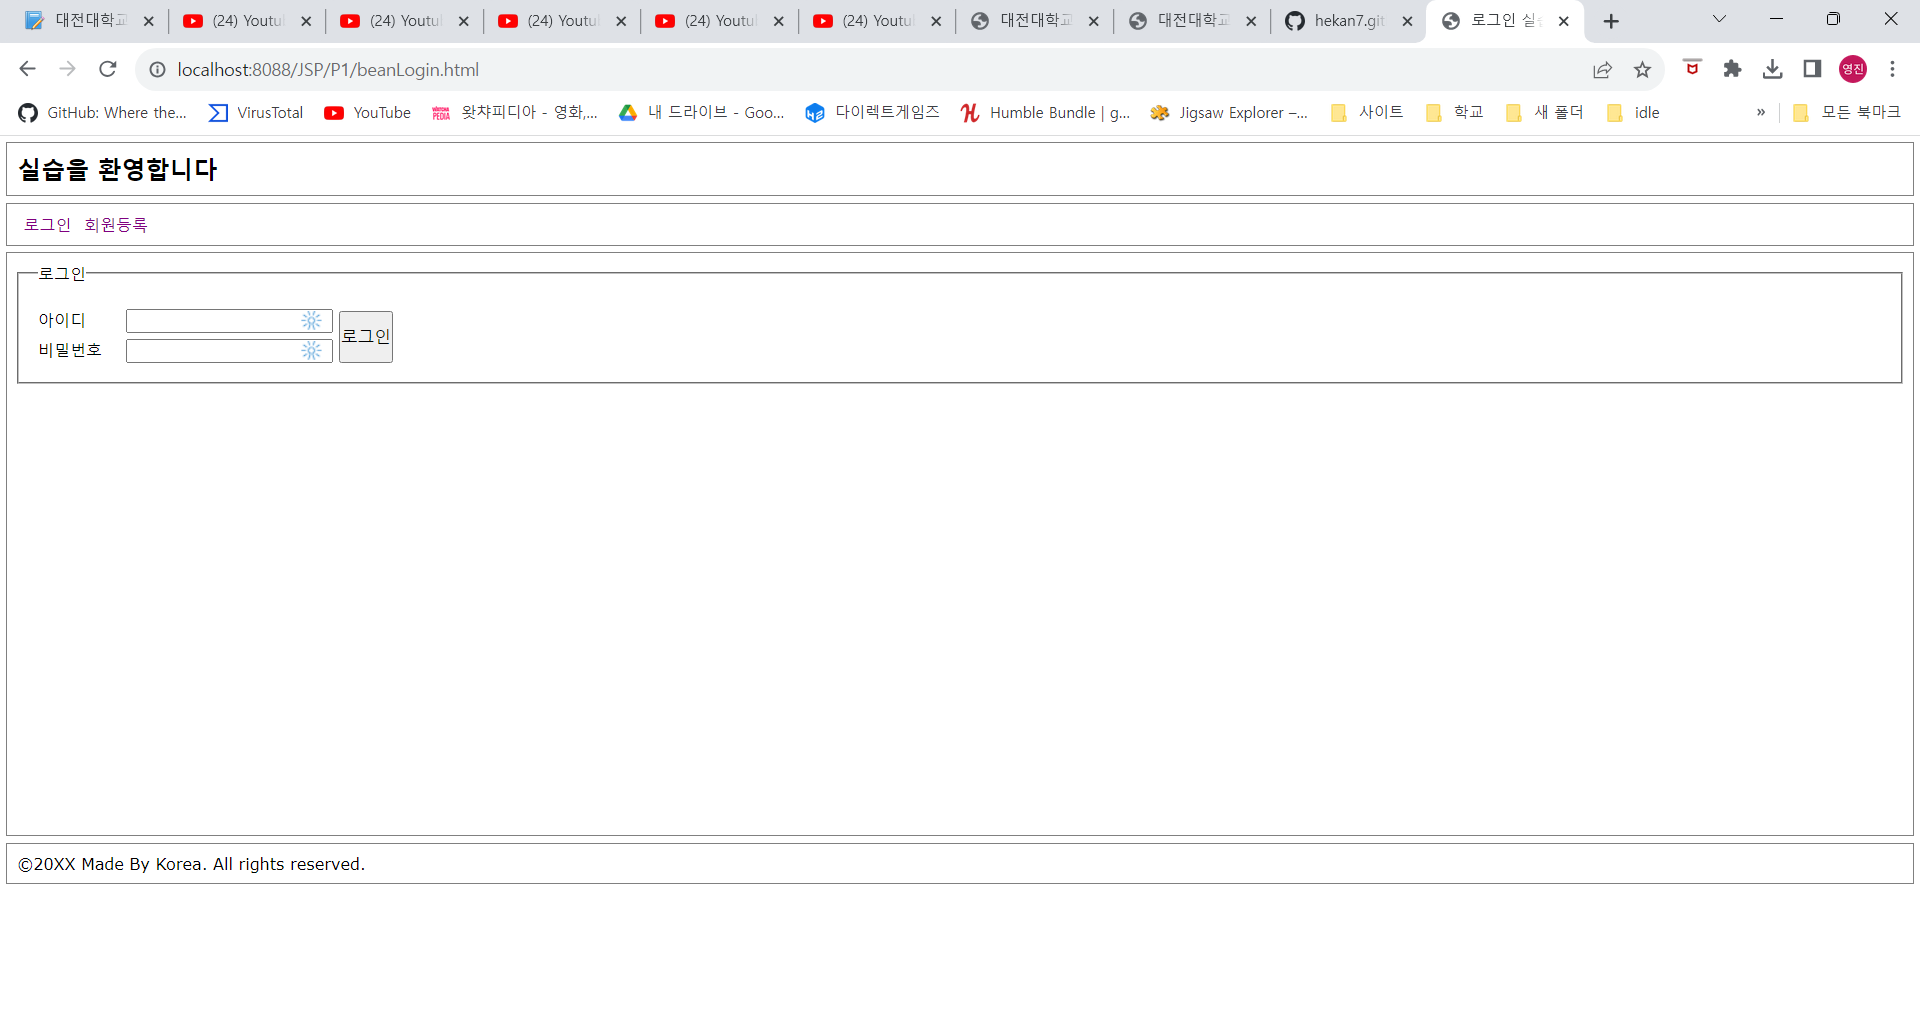 대전대학교
(24) Youtu
(24) Youtu
(24) Youtu
(24) Youtu
(24) Youtu
대전대학교
대전대학교
hekan7.git
로그인 실
localhost:8088/JSP/P1/beanLogin.html
영진
GitHub: Where the... VirusTotal YouTube 왓챠피디아 - 영화,... 내 드라이브 - Goo... 다이렉트게임즈 Humble Bundle | g... Jigsaw Explorer –... 사이트 학교 새 폴더 idle » 모든 북마크
실습을 환영합니다
로그인 회원등록
로그인
아이디
비밀번호
로그인
©20XX Made By Korea. All rights reserved.